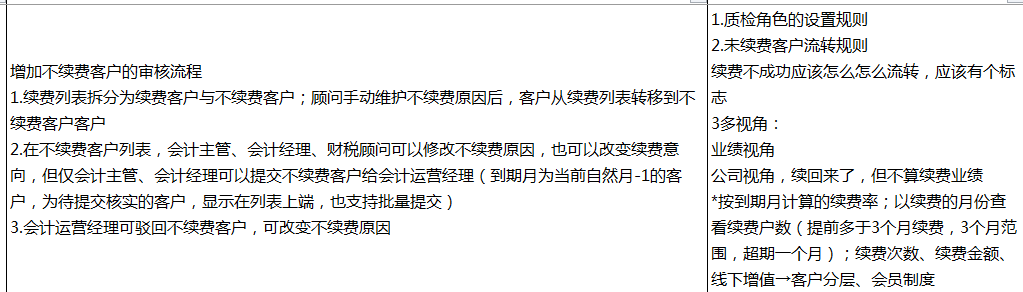 增加不续费客户的审核流程
1.续费列表拆分为续费客户与不续费客户；顾问手动维护不续费原因后，客户从续费列表转移到不
续费客户客户
2.在不续费客户列表，会计主管、会计经理、财税顾问可以修改不续费原因，也可以改变续费意
向，但仅会计主管、会计经理可以提交不续费客户给会计运营经理（到期月为当前自然月-1的客
户，为待提交核实的客户，显示在列表上端，也支持批量提交）
3.会计运营经理可驳回不续费客户，可改变不续费原因
1.质检角色的设置规则
2.未续费客户流转规则
续费不成功应该怎么怎么流转，应该有个标
志
3多视角：
业绩视角
公司视角，续回来了，但不算续费业绩
*按到期月计算的续费率；以续费的月份查
看续费户数（提前多于3个月续费，3个月范
围，超期一个月）；续费次数、续费金额、
线下增值→客户分层、会员制度